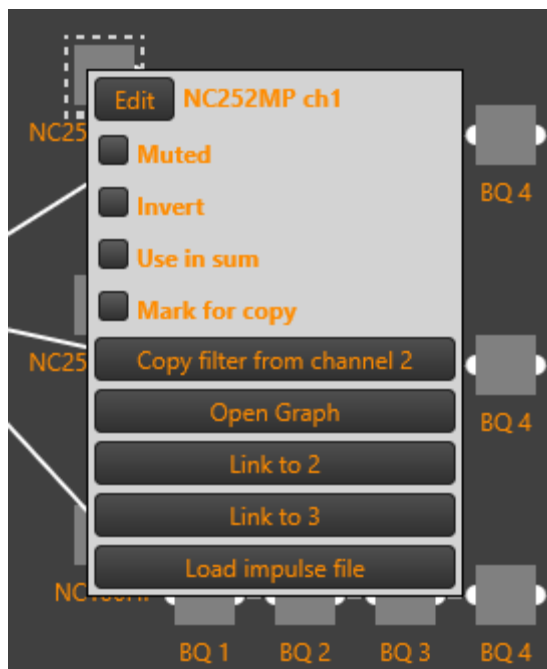 Edit NC252MP ch1
NC25
Muted
BQ 4
Invert
Use in sum
Mark for copy
NC25
Copy filter from channel 2
Open Graph
BQ 4
Link to 2
Link to 3
Load impulse file
BQ 1
BQ 2
BQ 3
BQ 4